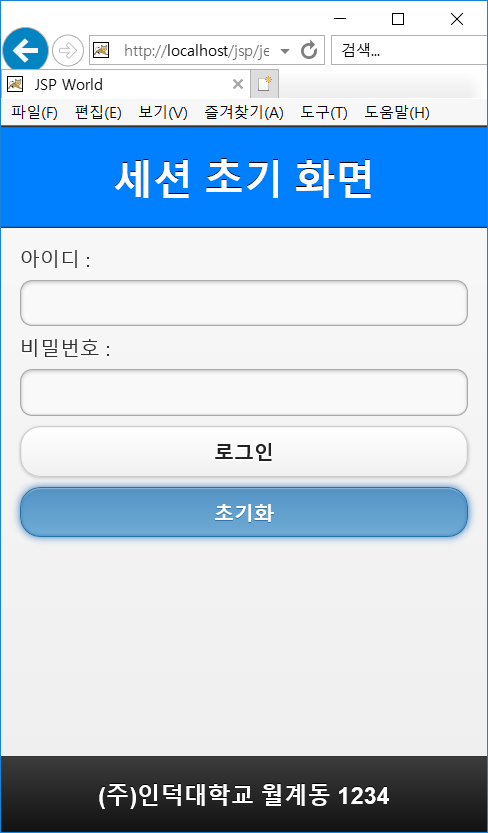 http://localhost/jsp/je
검색...
JSP World
파일(F) 편집(E) 보기(V) 즐겨찾기(A) 도구(T) 도움말(H)
세션 초기 화면
아이디 :
비밀번호 :
로그인
초기화
(주)인덕대학교 월계동 1234